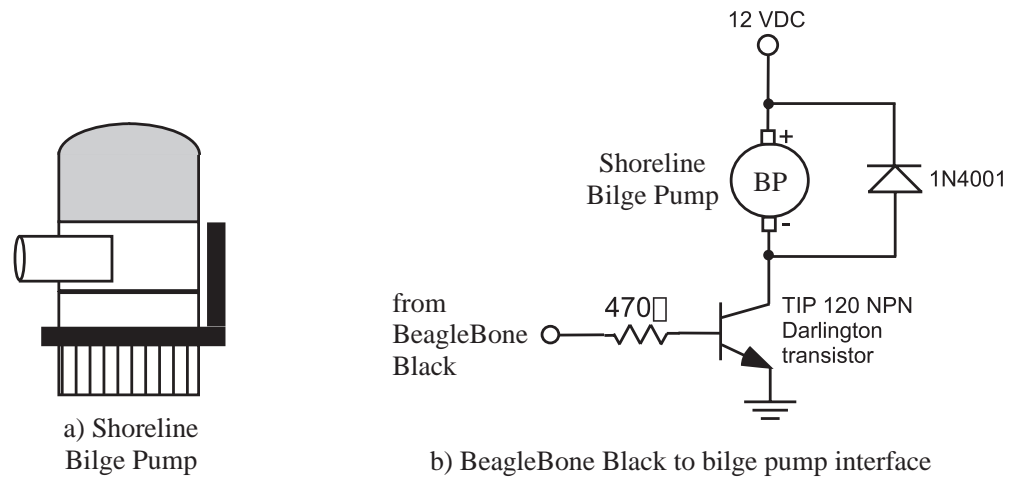 12 VDC
+
Shoreline
Bilge Pump
BP
-
1N4001
from
BeagleBone
Black
470▯
TIP 120 NPN
Darlington
transistor
a) Shoreline
Bilge Pump
b) BeagleBone Black to bilge pump interface